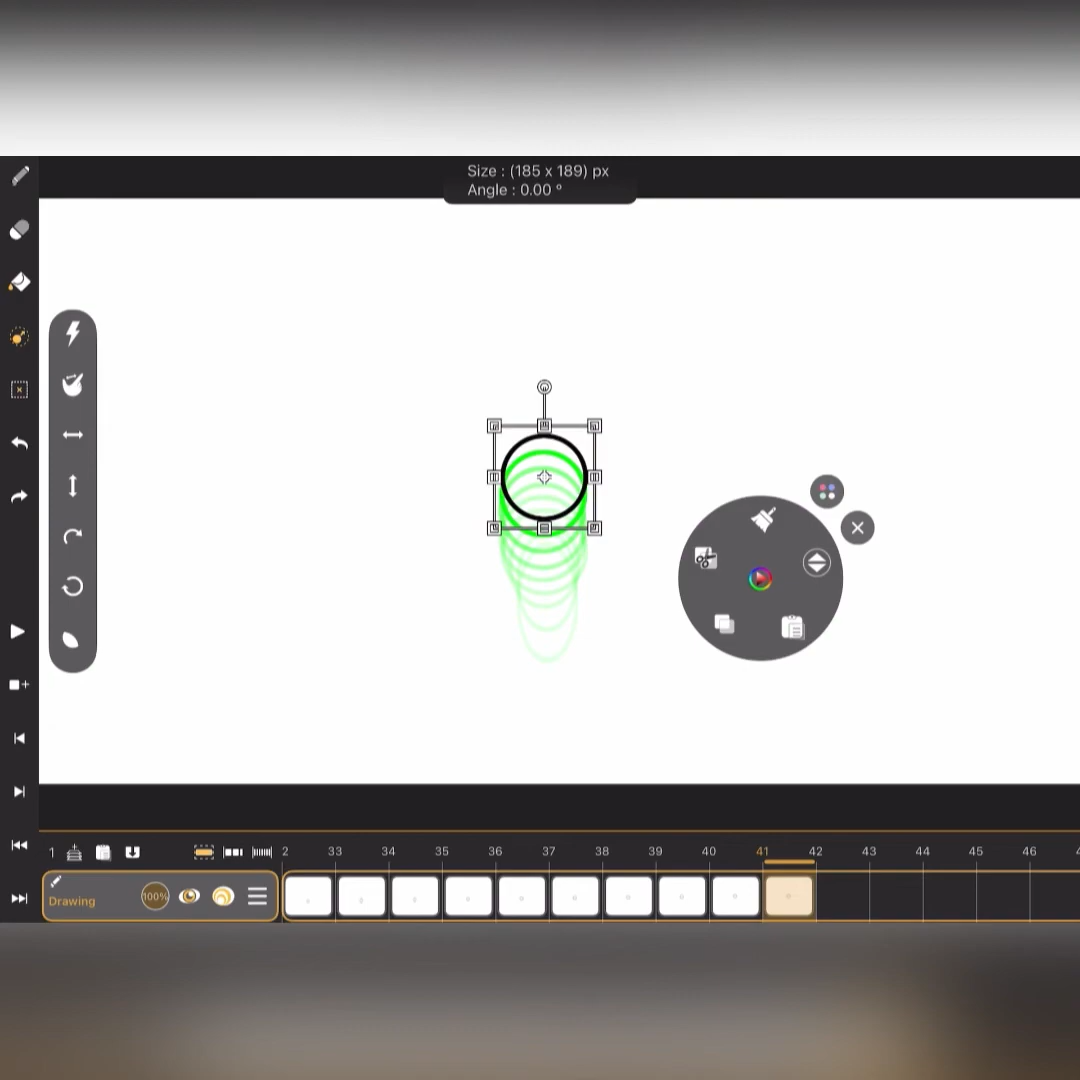 Size : (185 x 189) px
Angle : 0.00 °
1
2 33 34 35 36 37 38 39 40 41 42 43 44 45 46 4
Drawing
100%